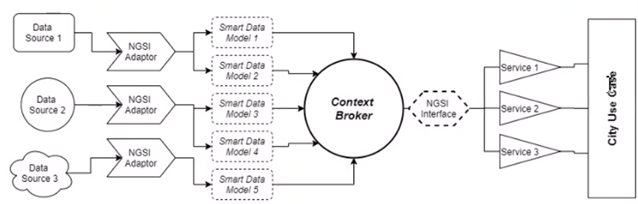 Data
Source 1
NGSI
Adaptor
Smart Data
Model 1
Smart Data
Model 2
Data
Source 2
NGSI
Adaptor
Smart Data
Model 3
Smart Data
Model 4
Data
Source 3
NGSI
Adaptor
Smart Data
Model 5
Context
Broker
NGSI
Interface
Service 1
Service 2
Service 3
City Use Case